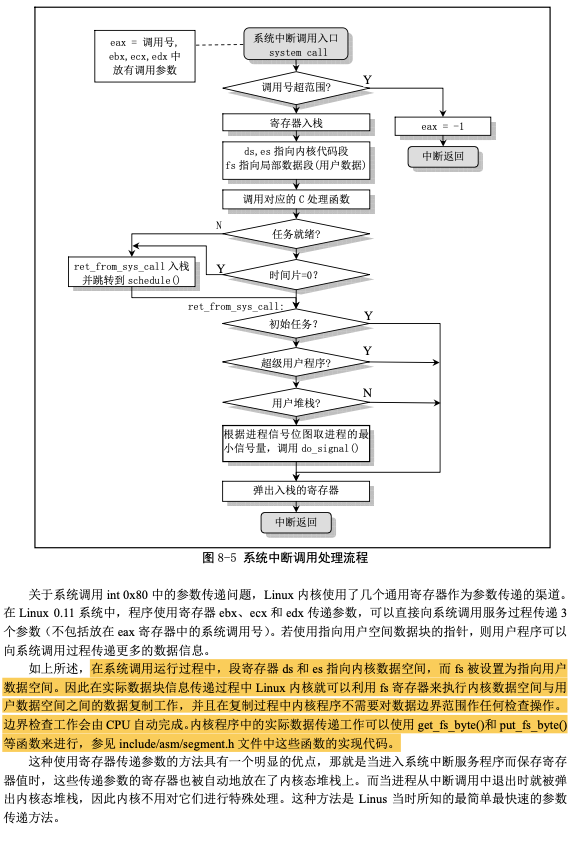 eax = 调用号,
ebx,ecx,edx 中
放有调用参数
系统中断调用入口
system call
调用号超范围?
Y
寄存器入栈
eax = -1
ds,es 指向内核代码段
fs 指向局部数据段(用户数据)
中断返回
调用对应的 C 处理函数
N
任务就绪?
ret_from_sys_call 入栈
并跳转到 schedule()
Y
时间片=0?
ret_from_sys_call:
初始任务?
Y
超级用户程序?
Y
用户堆栈?
N
根据进程信号位图取进程的最
小信号量，调用 do_signal()
弹出入栈的寄存器
中断返回
图 8-5 系统中断调用处理流程
关于系统调用 int 0x80 中的参数传递问题，Linux 内核使用了几个通用寄存器作为参数传递的渠道。
在 Linux 0.11 系统中，程序使用寄存器 ebx、ecx 和 edx 传递参数，可以直接向系统调用服务过程传递 3
个参数（不包括放在 eax 寄存器中的系统调用号）。若使用指向用户空间数据块的指针，则用户程序可以
向系统调用过程传递更多的数据信息。
如上所述，在系统调用运行过程中，段寄存器 ds 和 es 指向内核数据空间，而 fs 被设置为指向用户
数据空间。因此在实际数据块信息传递过程中 Linux 内核就可以利用 fs 寄存器来执行内核数据空间与用
户数据空间之间的数据复制工作，并且在复制过程中内核程序不需要对数据边界范围作任何检查操作。
边界检查工作会由 CPU 自动完成。内核程序中的实际数据传送工作可以使用 get_fs_byte()和 put_fs_byte()
等函数来进行，参见 include/asm/segment.h 文件中这些函数的实现代码。
这种使用寄存器传递参数的方法具有一个明显的优点，那就是当进入系统中断服务程序而保存寄存
器值时，这些传递参数的寄存器也被自动地放在了内核态堆栈上。而当进程从中断调用中退出时就被弹
出内核态堆栈，因此内核不用对它们进行特殊处理。这种方法是 Linus 当时所知的最简单最快速的参数
传递方法。